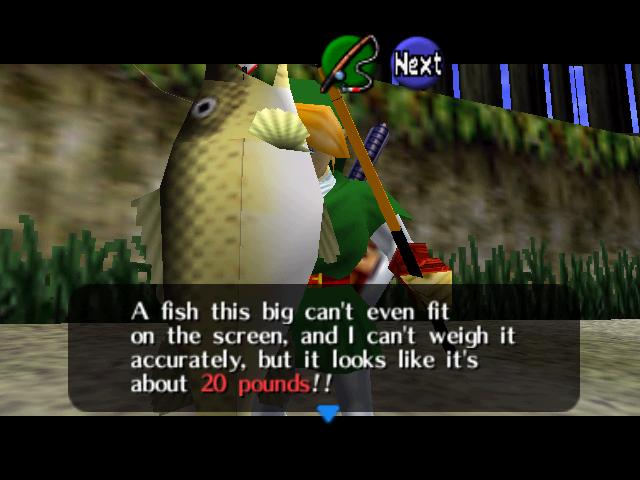 Next
A fish this big can't even fit
on the screen, and I can't weigh it
accurately, but it looks like it's
about 20 pounds!!